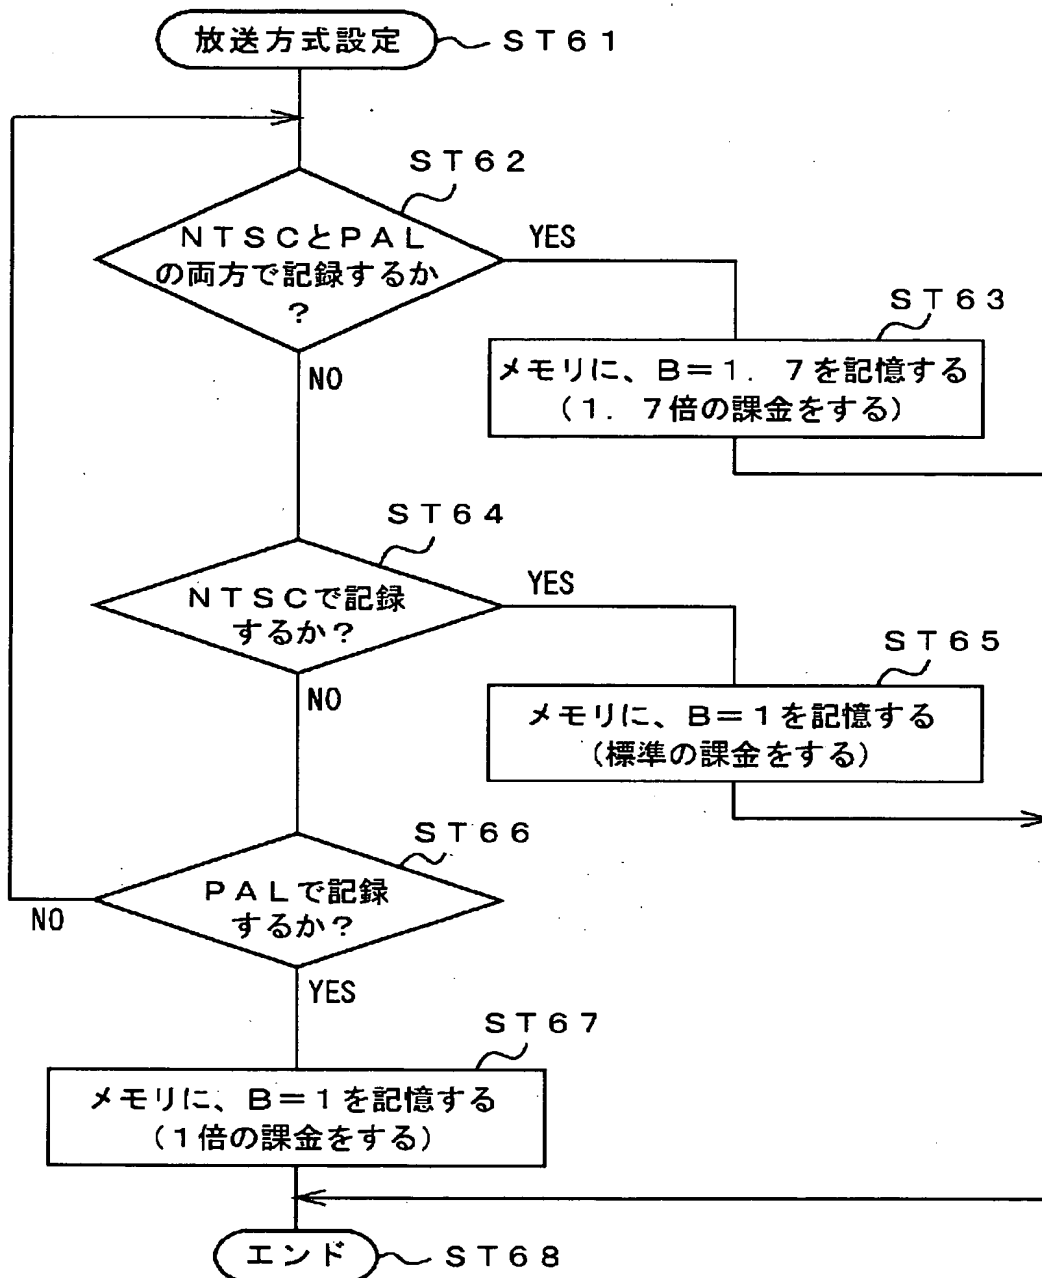 放送方式設定
ST61
ST62
NTSCとPAL
の両方で記録するか
?
YES
NO
ST63
メモリに、B=1.7を記憶する
(1.7倍の課金をする)
ST64
NTSCで記録
するか?
YES
NO
ST65
メモリに、B=1を記憶する
(標準の課金をする)
ST66
PALで記録
するか?
NO
YES
ST67
メモリに、B=1を記憶する
(1倍の課金をする)
エンド
ST68